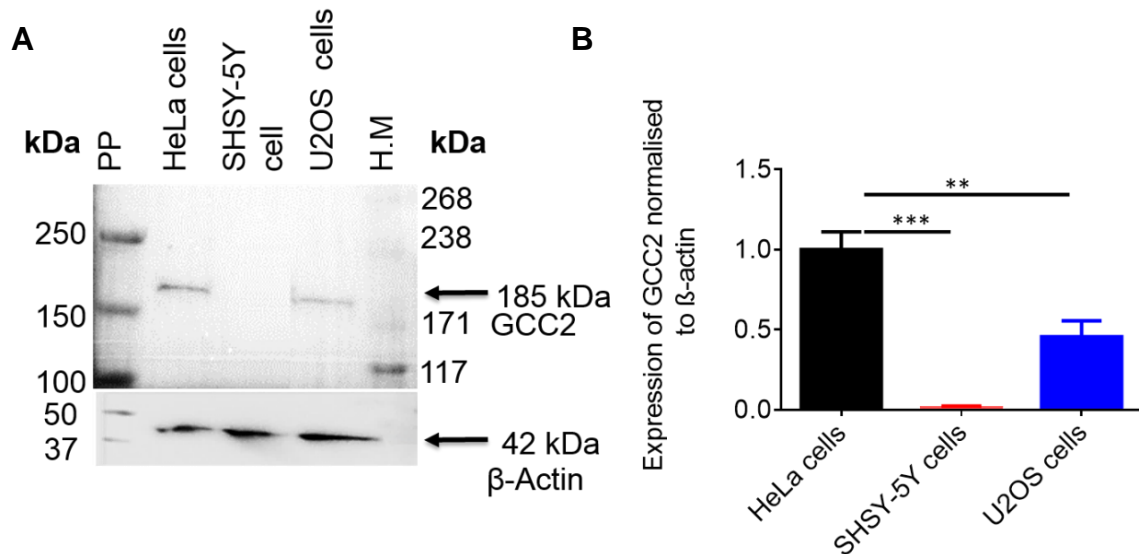 A
kDa
PP
HeLa cells
SHSY-5Y
cell
U2OS cells
H.M
kDa
250
150
100
50
37
268
238
185 kDa
171 GCC2
117
42 kDa
β-Actin
B
Expression of GCC2 normalised
to ß-actin
1.5
1.0
0.5
0.0
**
***
HeLa cells
SHSY-5Y cells
U2OS cells